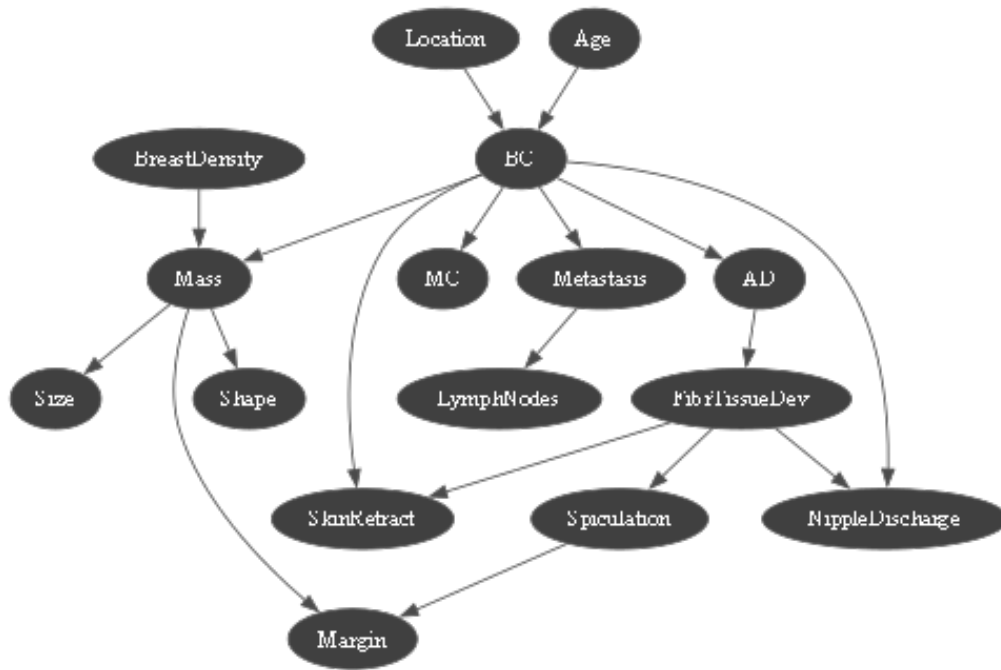 Location
Age
BreastDensity
BC
Mass
MC
Metastasis
AD
Size
Shape
LymphNodes
FibrTissueDev
SkinRetract
Spiculation
NippleDischarge
Margin